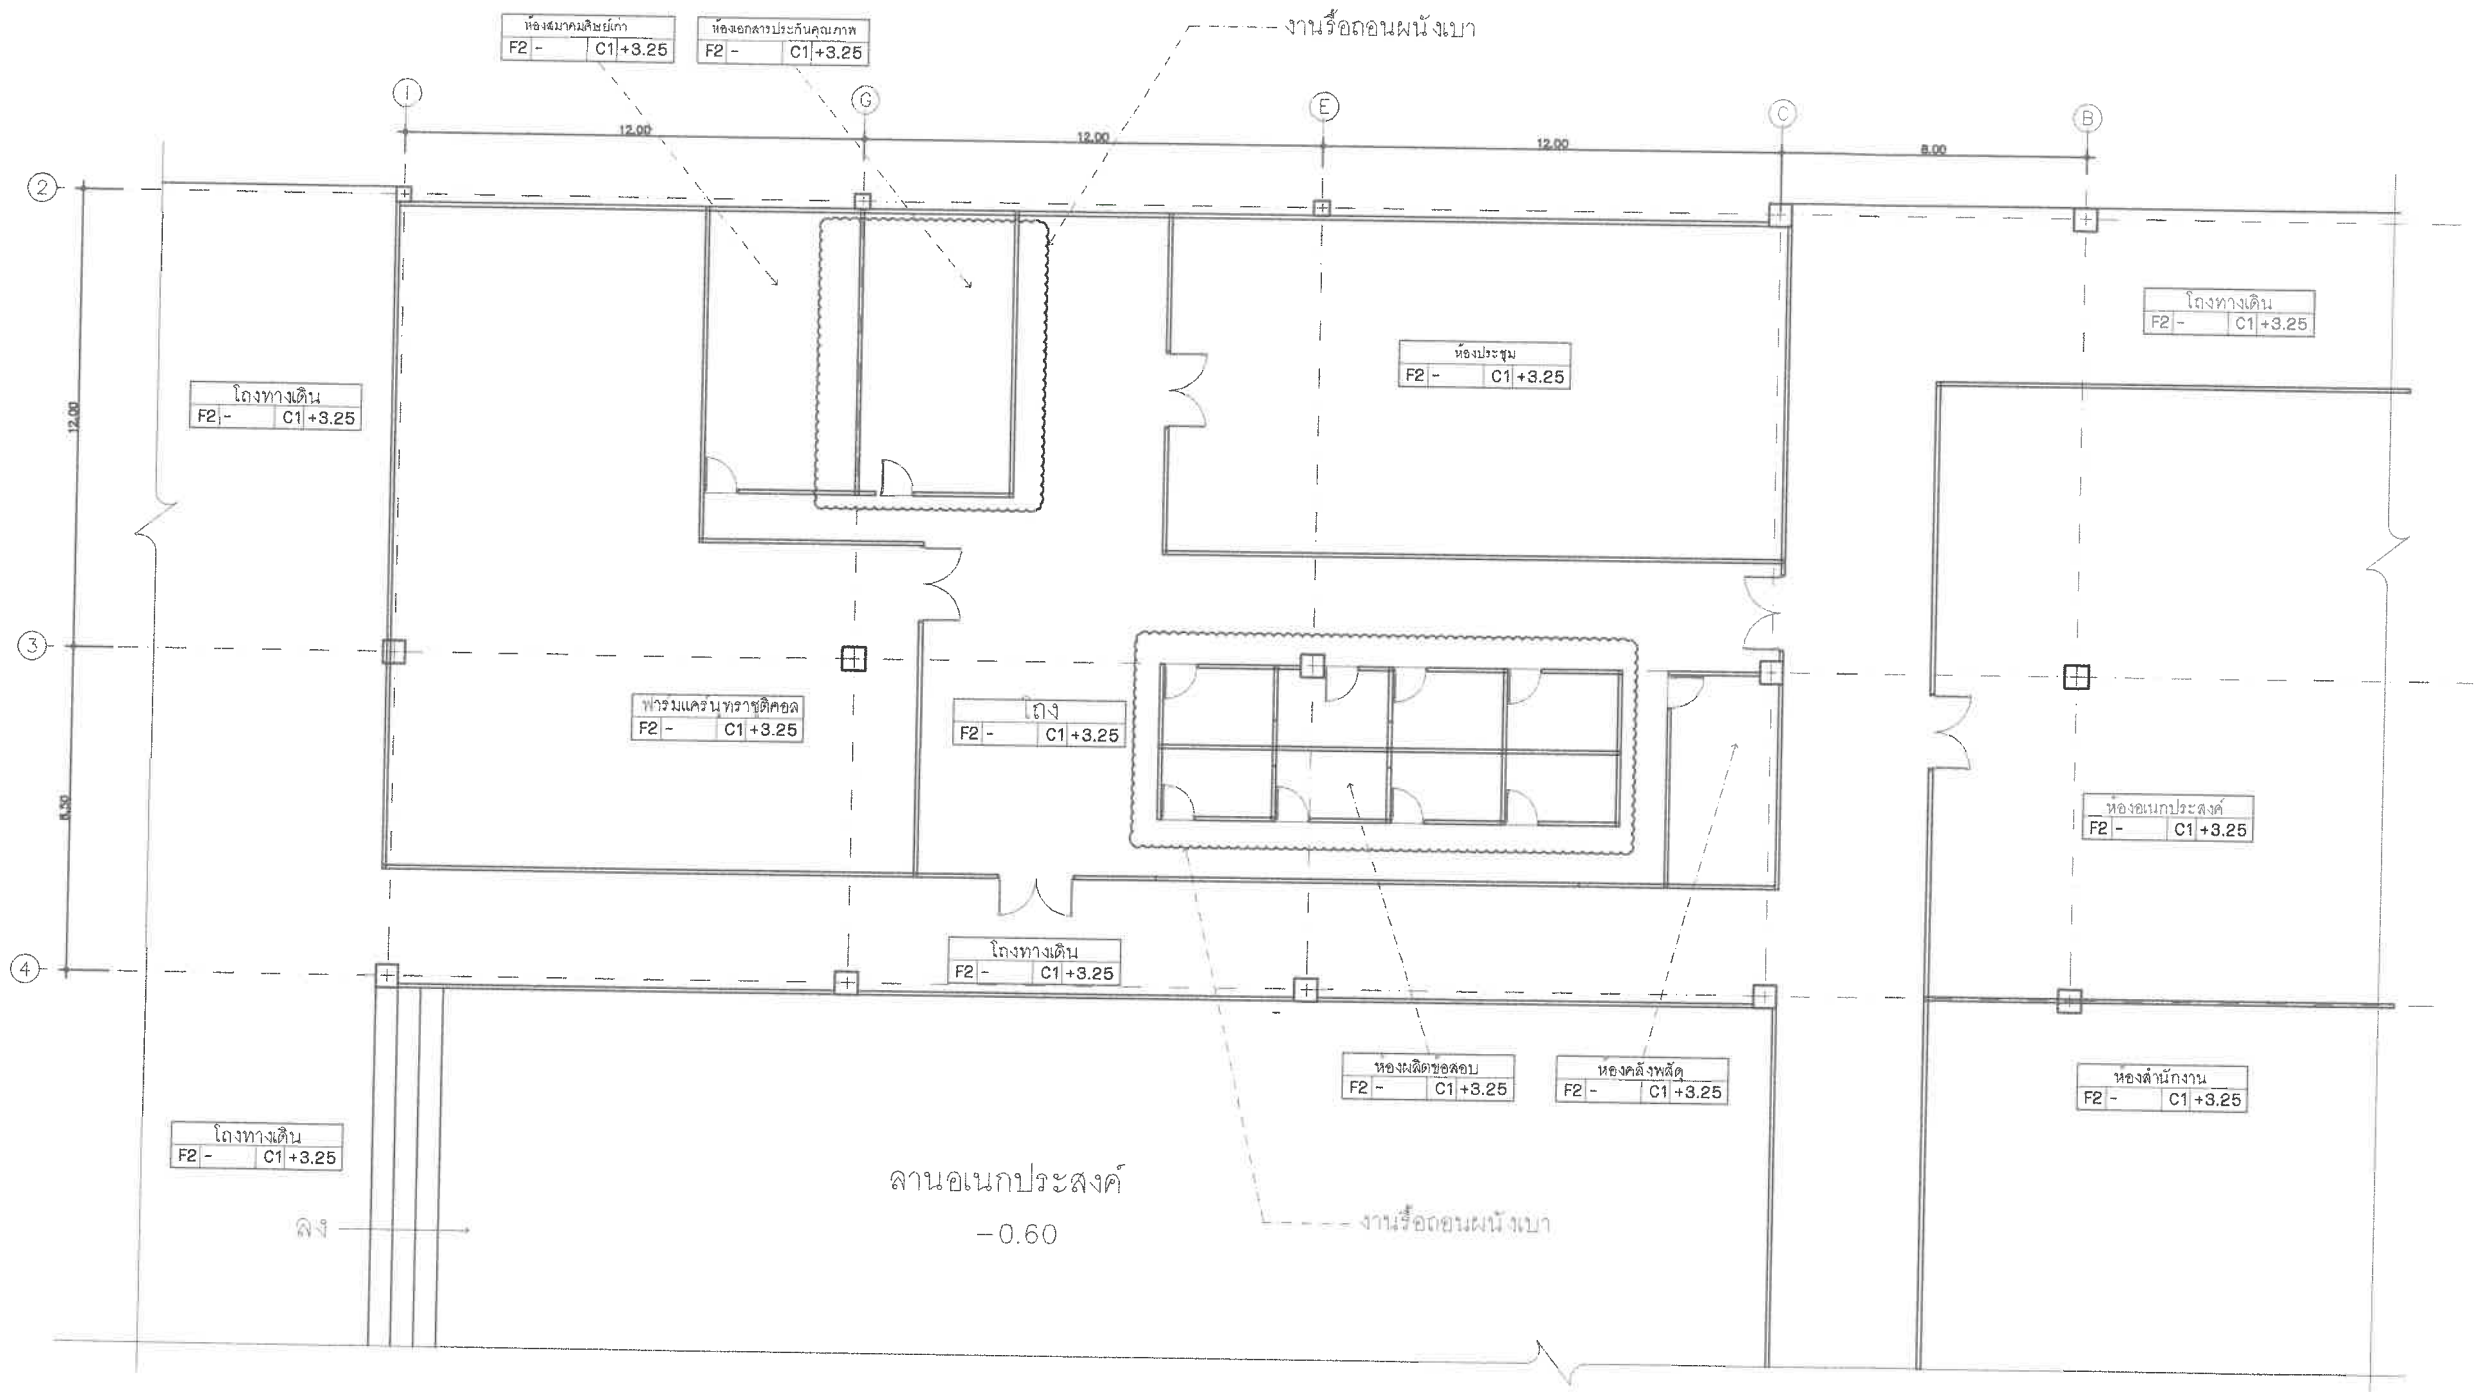 ห้องสมาคมศิษย์เก่า
F2 - C1 +3.25
ห้องเอกสารประกันคุณภาพ
F2 - C1 +3.25
งานรื้อถอนผนังเบา
I
G
E
C
B
12.00
12.00
12.00
8.00
2
โถงทางเดิน
F2 - C1 +3.25
ห้องประชุม
F2 - C1 +3.25
โถงทางเดิน
F2 - C1 +3.25
12.00
3
ฟาร์มแคร์นูทราซูติคอล
F2 - C1 +3.25
โถง
F2 - C1 +3.25
8.50
ห้องอเนกประสงค์
F2 - C1 +3.25
4
โถงทางเดิน
F2 - C1 +3.25
ห้องผลิตข้อสอบ
F2 - C1 +3.25
ห้องคลังพัสดุ
F2 - C1 +3.25
ห้องสำนักงาน
F2 - C1 +3.25
โถงทางเดิน
F2 - C1 +3.25
ลานอเนกประสงค์
-0.60
ลง
งานรื้อถอนผนังเบา